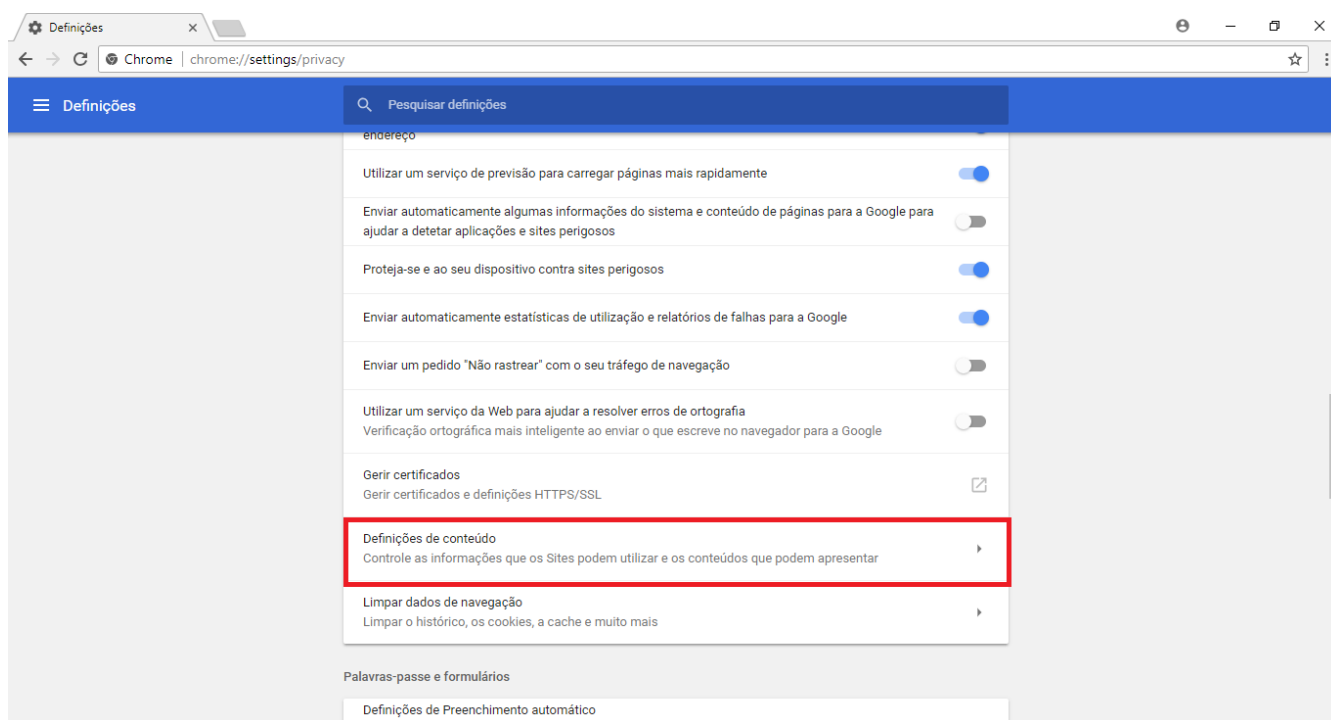 Definições
Chrome | chrome://settings/privacy
Definições
Pesquisar definições
endereço
Utilizar um serviço de previsão para carregar páginas mais rapidamente
Enviar automaticamente algumas informações do sistema e conteúdo de páginas para a Google para
ajudar a detetar aplicações e sites perigosos
Proteja-se e ao seu dispositivo contra sites perigosos
Enviar automaticamente estatísticas de utilização e relatórios de falhas para a Google
Enviar um pedido "Não rastrear" com o seu tráfego de navegação
Utilizar um serviço da Web para ajudar a resolver erros de ortografia
Verificação ortográfica mais inteligente ao enviar o que escreve no navegador para a Google
Gerir certificados
Gerir certificados e definições HTTPS/SSL
Definições de conteúdo
Controle as informações que os Sites podem utilizar e os conteúdos que podem apresentar
Limpar dados de navegação
Limpar o histórico, os cookies, a cache e muito mais
Palavras-passe e formulários
Definições de Preenchimento automático